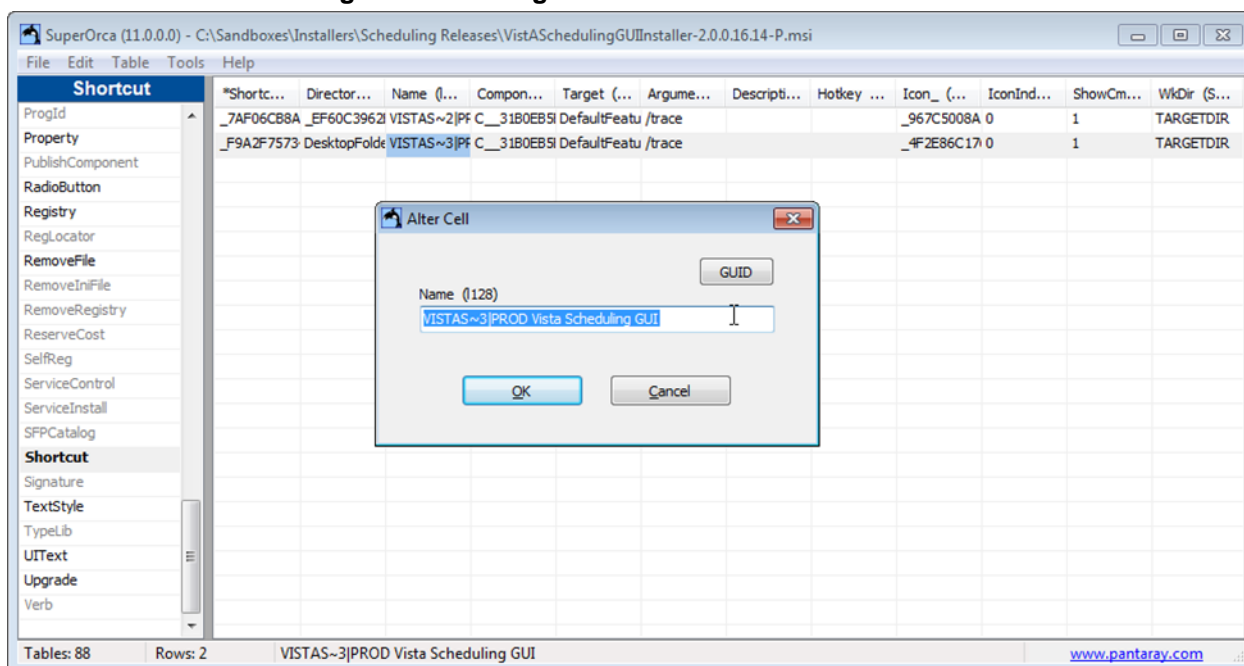 SuperOrca (11.0.0.0) - C:\Sandboxes\Installers\Scheduling Releases\VistASchedulingGUIInstaller-2.0.0.16.14-P.msi
File Edit Table Tools Help
Shortcut
*Shortc... Director... Name (l... Compon... Target (... Argume... Descripti... Hotkey ... Icon_ (... IconInd... ShowCm... WkDir (S...
ProgId
_7AF06CB8A _EF60C3962 VISTAS~2|PF C__31B0EB5 DefaultFeatu /trace _967C5008A 0 1 TARGETDIR
Property
_F9A2F7573 DesktopFolde VISTAS~3|PF C__31B0EB5 DefaultFeatu /trace _4F2E86C17 0 1 TARGETDIR
PublishComponent
RadioButton
Registry
RegLocator
RemoveFile
RemoveIniFile
RemoveRegistry
ReserveCost
SelfReg
ServiceControl
ServiceInstall
SFPCatalog
Shortcut
Signature
TextStyle
TypeLib
UIText
Upgrade
Verb
Alter Cell
GUID
Name (l128)
VISTAS~3|PROD Vista Scheduling GUI
OK Cancel
Tables: 88 Rows: 2 VISTAS~3|PROD Vista Scheduling GUI www.pantaray.com